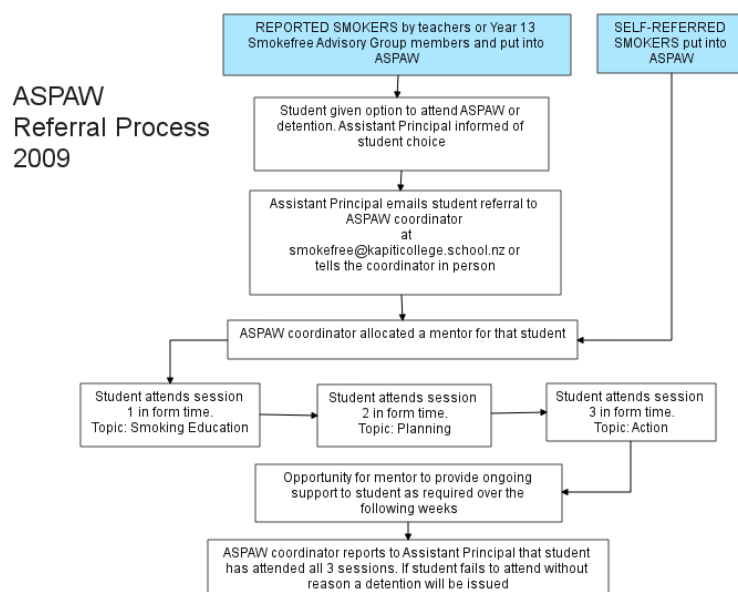 REPORTED SMOKERS by teachers or Year 13
Smokefree Advisory Group members and put into
ASPAW
SELF-REFERRED
SMOKERS put into
ASPAW
ASPAW
Referral Process
2009
Student given option to attend ASPAW or
detention. Assistant Principal informed of
student choice
Assistant Principal emails student referral to
ASPAW coordinator
at
smokefree@kapiticollege.school.nz or
tells the coordinator in person
ASPAW coordinator allocated a mentor for that student
Student attends session
1 in form time.
Topic: Smoking Education
Student attends session
2 in form time.
Topic: Planning
Student attends session
3 in form time.
Topic: Action
Opportunity for mentor to provide ongoing
support to student as required over the
following weeks
ASPAW coordinator reports to Assistant Principal that student
has attended all 3 sessions. If student fails to attend without
reason a detention will be issued